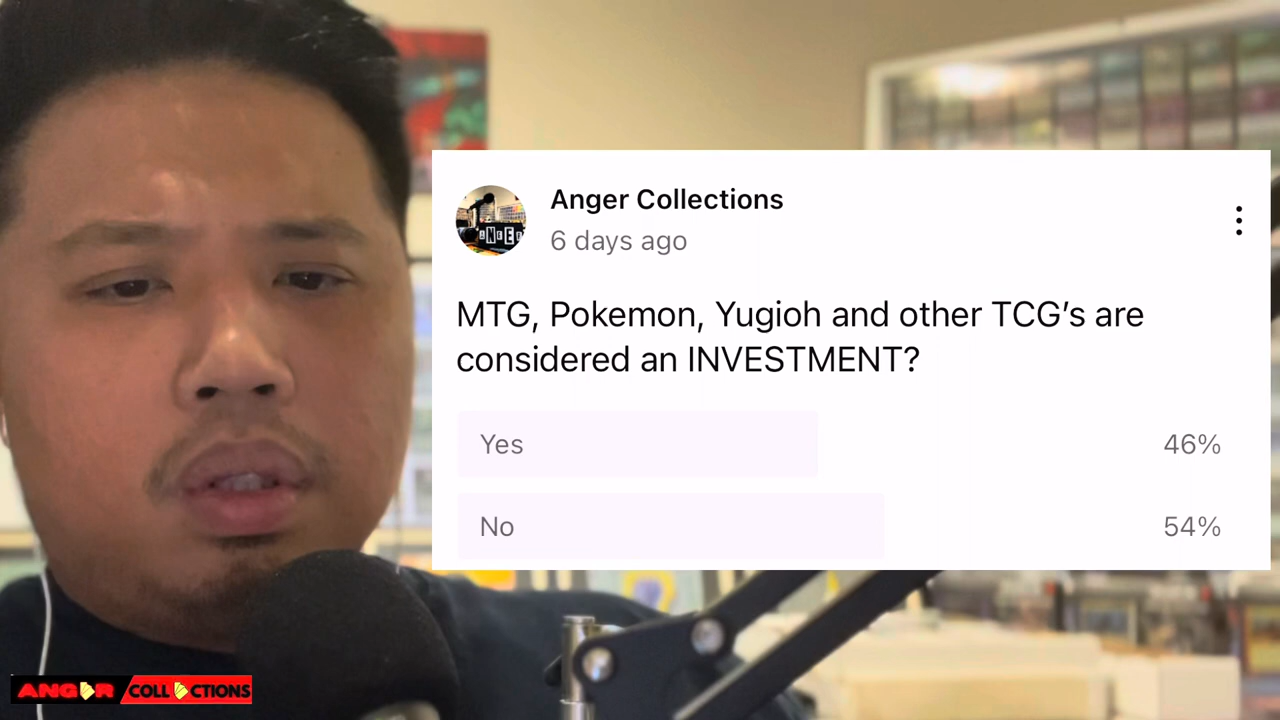 Anger Collections
6 days ago
MTG, Pokemon, Yugioh and other TCG’s are
considered an INVESTMENT?
Yes 46%
No 54%
ANGER COLLECTIONS